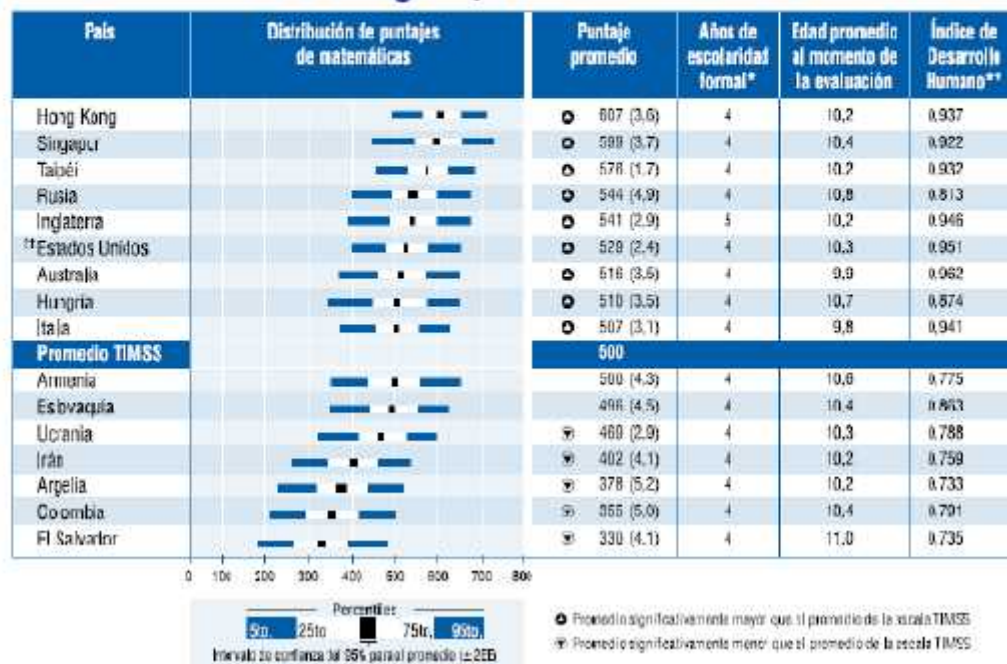 País Distribución de puntajes de matemáticas Puntaje promedio Años de escolaridad formal* Edad promedio al momento de la evaluación Índice de Desarrollo Humano**
Hong Kong 607 (3,6) 4 10,2 0,937
Singapur 599 (3,7) 4 10,4 0,922
Taipéi 576 (1,7) 4 10,2 0,932
Rusia 544 (4,9) 4 10,8 0,813
Inglaterra 541 (2,9) 5 10,2 0,946
††Estados Unidos 529 (2,4) 4 10,3 0,951
Australia 516 (3,5) 4 9,9 0,962
Hungría 510 (3,5) 4 10,7 0,874
Italia 507 (3,1) 4 9,8 0,941
Promedio TIMSS 500
Armenia 500 (4,3) 4 10,6 0,775
Eslovaquia 496 (4,5) 4 10,4 0,863
Ucrania 469 (2,9) 4 10,3 0,788
Irán 402 (4,1) 4 10,2 0,759
Argelia 378 (5,2) 4 10,2 0,733
Colombia 355 (5,0) 4 10,4 0,791
El Salvador 330 (4,1) 4 11,0 0,735
0 100 200 300 400 500 600 700 800
Percentiles
5to. 25to 75to. 95to.
Intervalo de confianza del 95% para el promedio (± 2EE)
Promedio significativamente mayor que el promedio de la escala TIMSS
Promedio significativamente menor que el promedio de la escala TIMSS